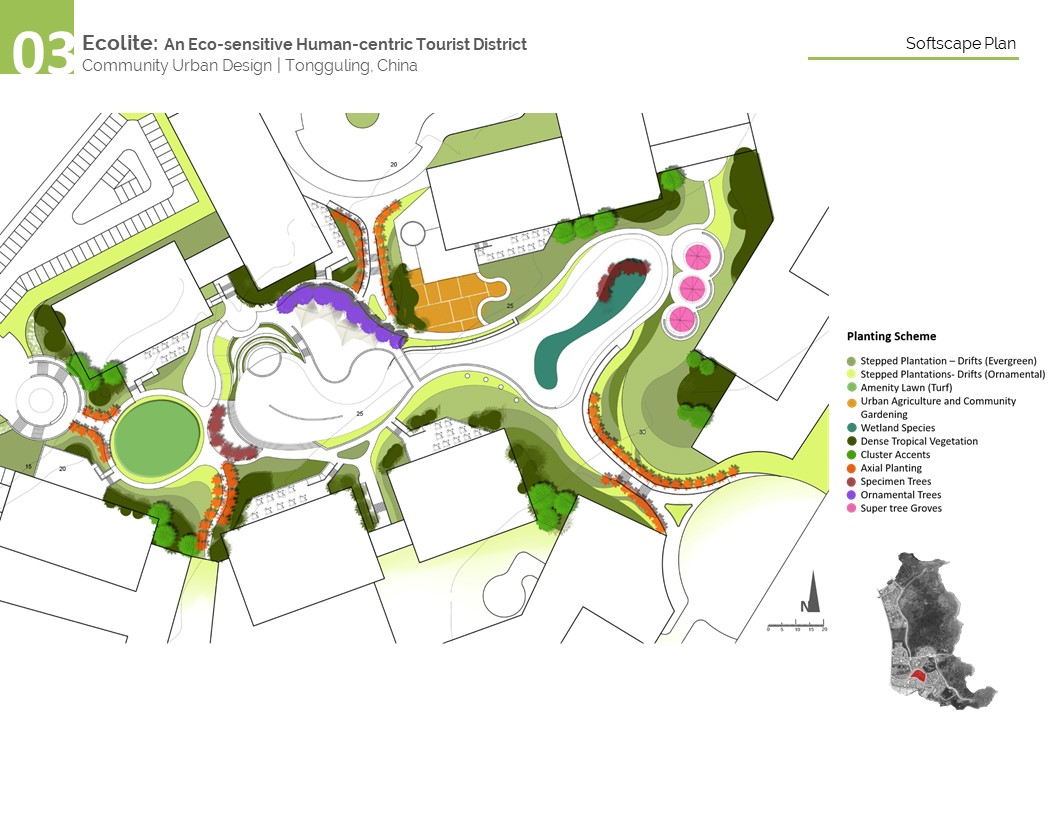 03
Ecolite: An Eco-sensitive Human-centric Tourist District
Community Urban Design | Tongguling, China
Softscape Plan
20
25
25
30
15
20
Planting Scheme
Stepped Plantation – Drifts (Evergreen)
Stepped Plantations- Drifts (Ornamental)
Amenity Lawn (Turf)
Urban Agriculture and Community
Gardening
Wetland Species
Dense Tropical Vegetation
Cluster Accents
Axial Planting
Specimen Trees
Ornamental Trees
Super tree Groves
N
0 5 10 15 20